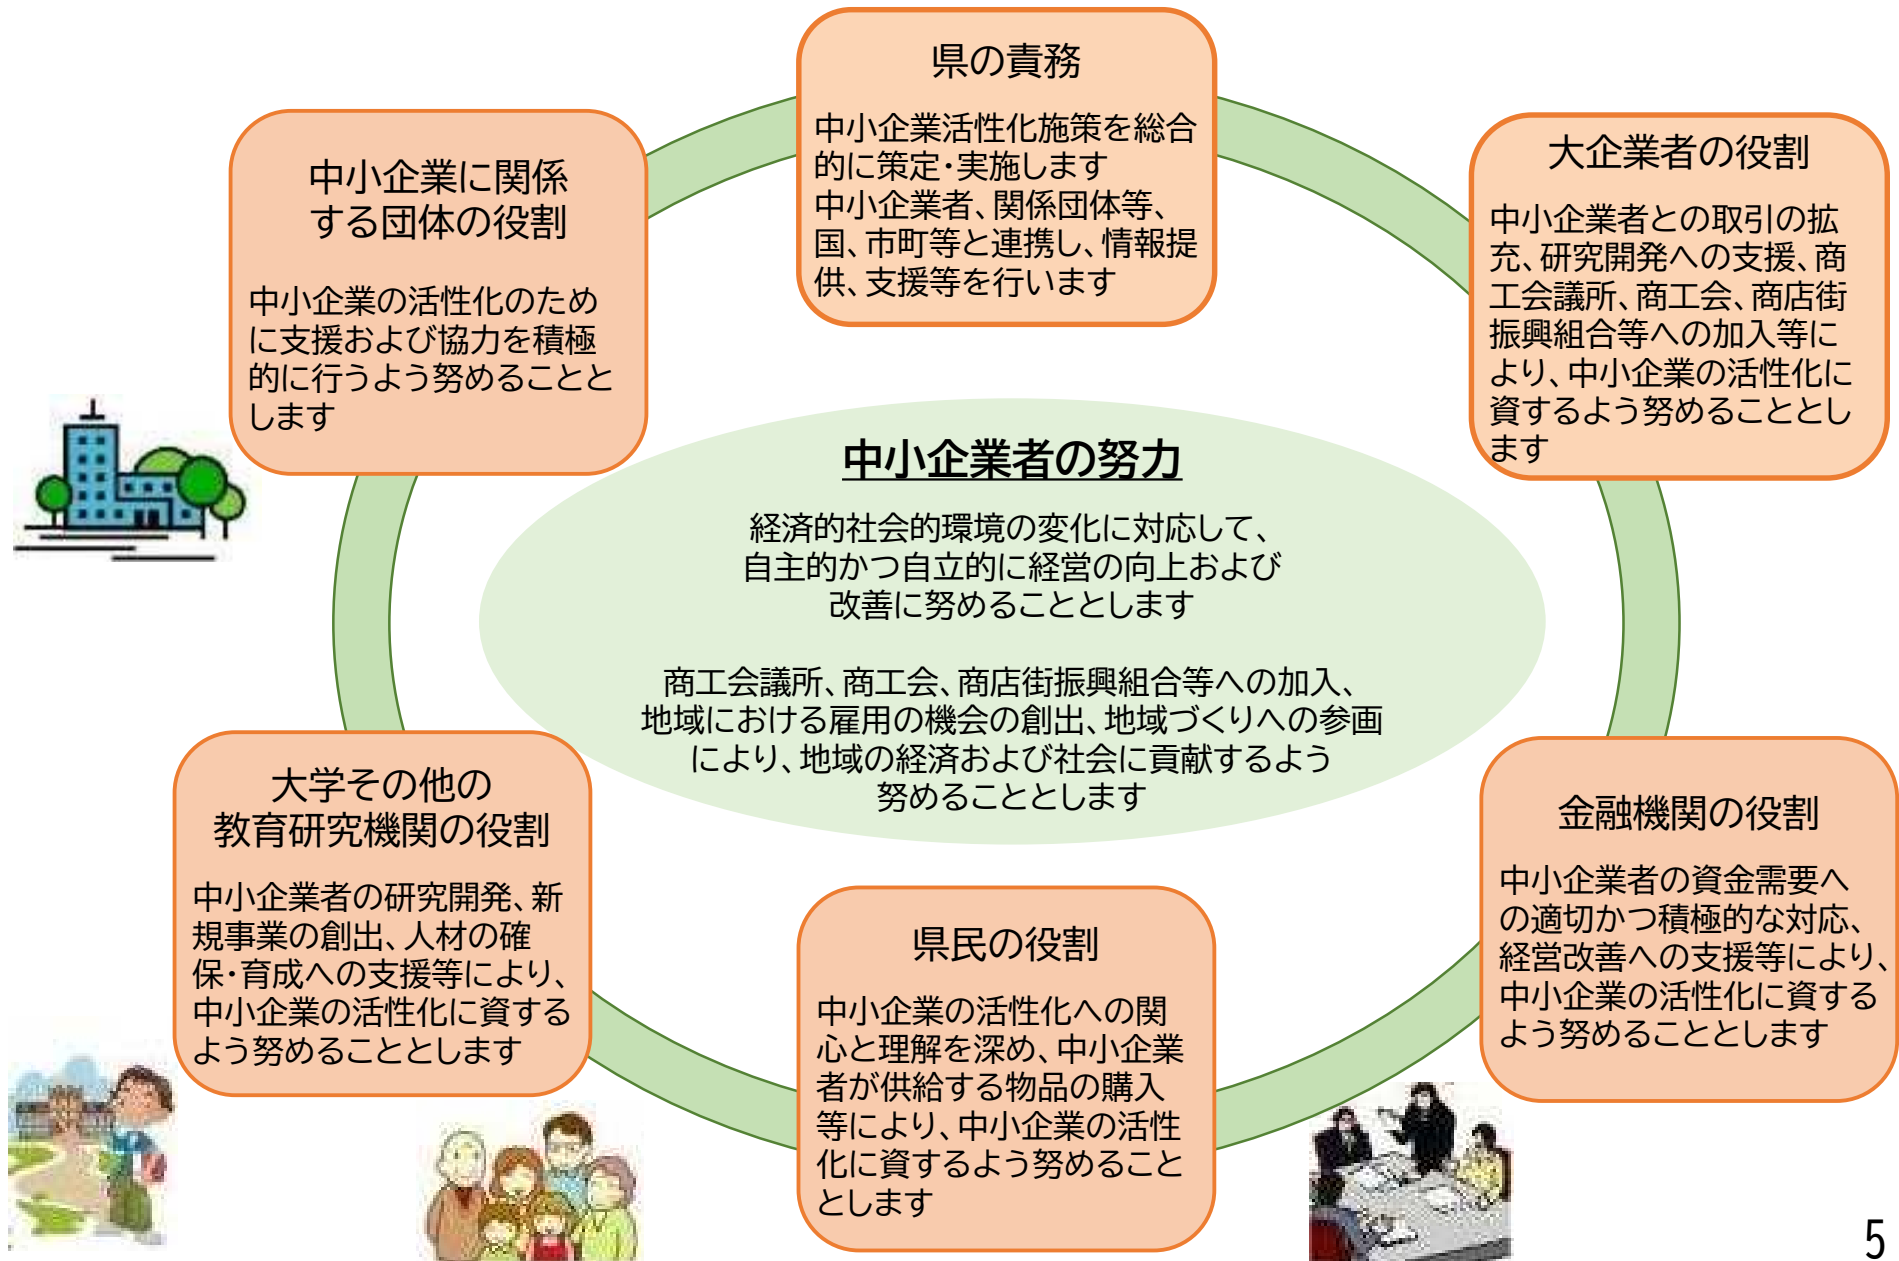 県の責務
中小企業活性化施策を総合
的に策定・実施します
中小企業者、関係団体等、
国、市町等と連携し、情報提
供、支援等を行います
大企業者の役割
中小企業者との取引の拡
充、研究開発への支援、商
工会議所、商工会、商店街
振興組合等への加入等に
より、中小企業の活性化に
資するよう努めることとし
ます
中小企業に関係
する団体の役割
中小企業の活性化のため
に支援および協力を積極
的に行うよう努めることと
します
中小企業者の努力
経済的社会的環境の変化に対応して、
自主的かつ自立的に経営の向上および
改善に努めることとします
商工会議所、商工会、商店街振興組合等への加入、
地域における雇用の機会の創出、地域づくりへの参画
により、地域の経済および社会に貢献するよう
努めることとします
大学その他の
教育研究機関の役割
中小企業者の研究開発、新
規事業の創出、人材の確
保・育成への支援等により、
中小企業の活性化に資する
よう努めることとします
県民の役割
中小企業の活性化への関
心と理解を深め、中小企業
者が供給する物品の購入
等により、中小企業の活性
化に資するよう努めること
とします
金融機関の役割
中小企業者の資金需要へ
の適切かつ積極的な対応、
経営改善への支援等により、
中小企業の活性化に資する
よう努めることとします
5